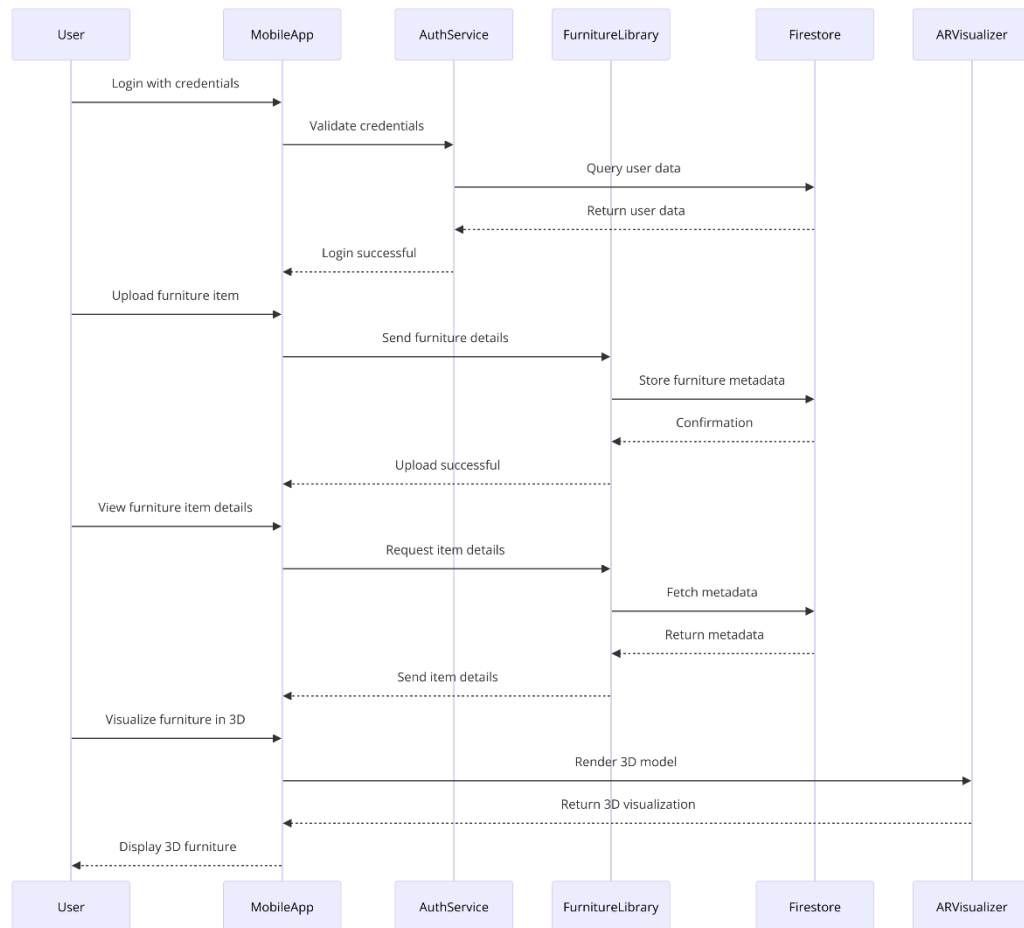 User MobileApp AuthService FurnitureLibrary Firestore ARVisualizer
Login with credentials
Validate credentials
Query user data
Return user data
Login successful
Upload furniture item
Send furniture details
Store furniture metadata
Confirmation
Upload successful
View furniture item details
Request item details
Fetch metadata
Return metadata
Send item details
Visualize furniture in 3D
Render 3D model
Return 3D visualization
Display 3D furniture
User MobileApp AuthService FurnitureLibrary Firestore ARVisualizer